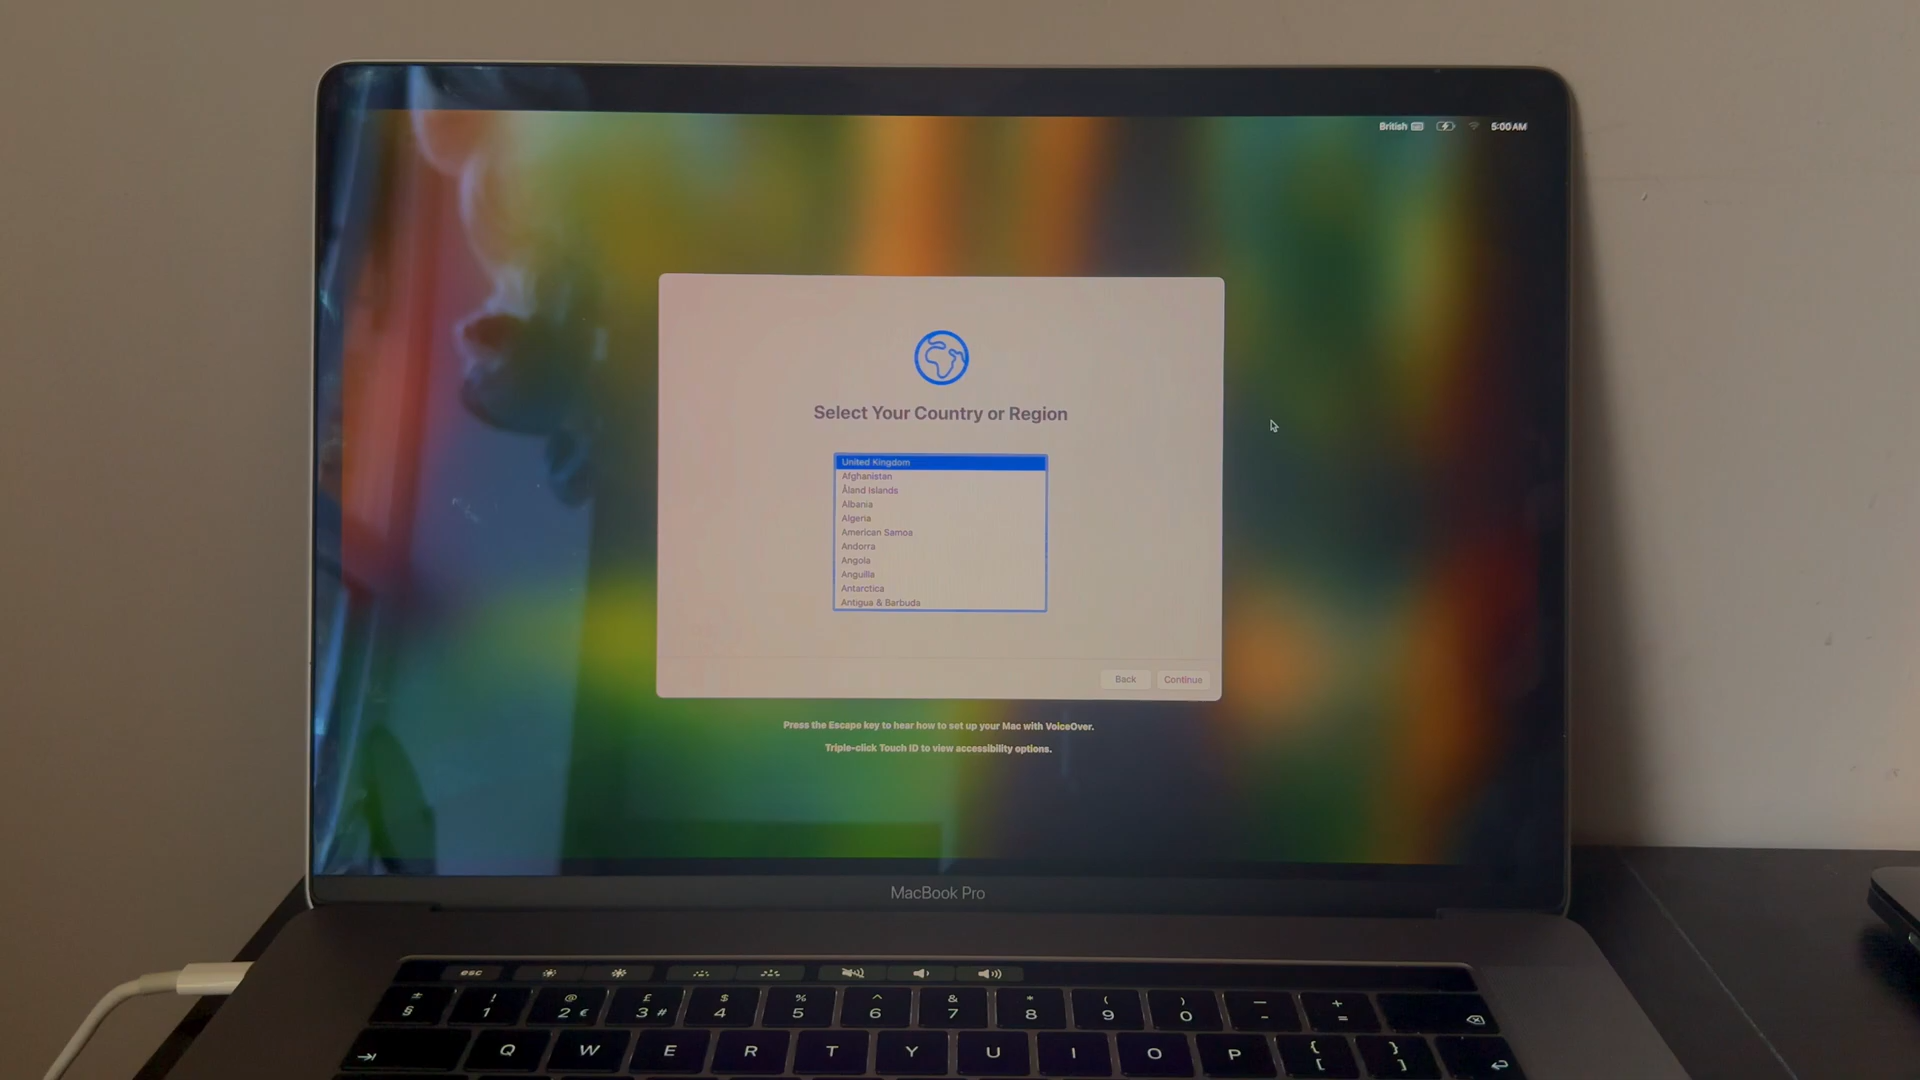 British 5:00 AM
Select Your Country or Region
United Kingdom
Afghanistan
Åland Islands
Albania
Algeria
American Samoa
Andorra
Angola
Anguilla
Antarctica
Antigua & Barbuda
Back Continue
Press the Escape key to hear how to set up your Mac with VoiceOver.
Triple-click Touch ID to view accessibility options.
MacBook Pro
esc
± ! @ £ $ % ^ & * ( ) _ +
§ 1 2 € 3 # 4 5 6 7 8 9 0 - =
Q W E R T Y U I O P { }
[ ]